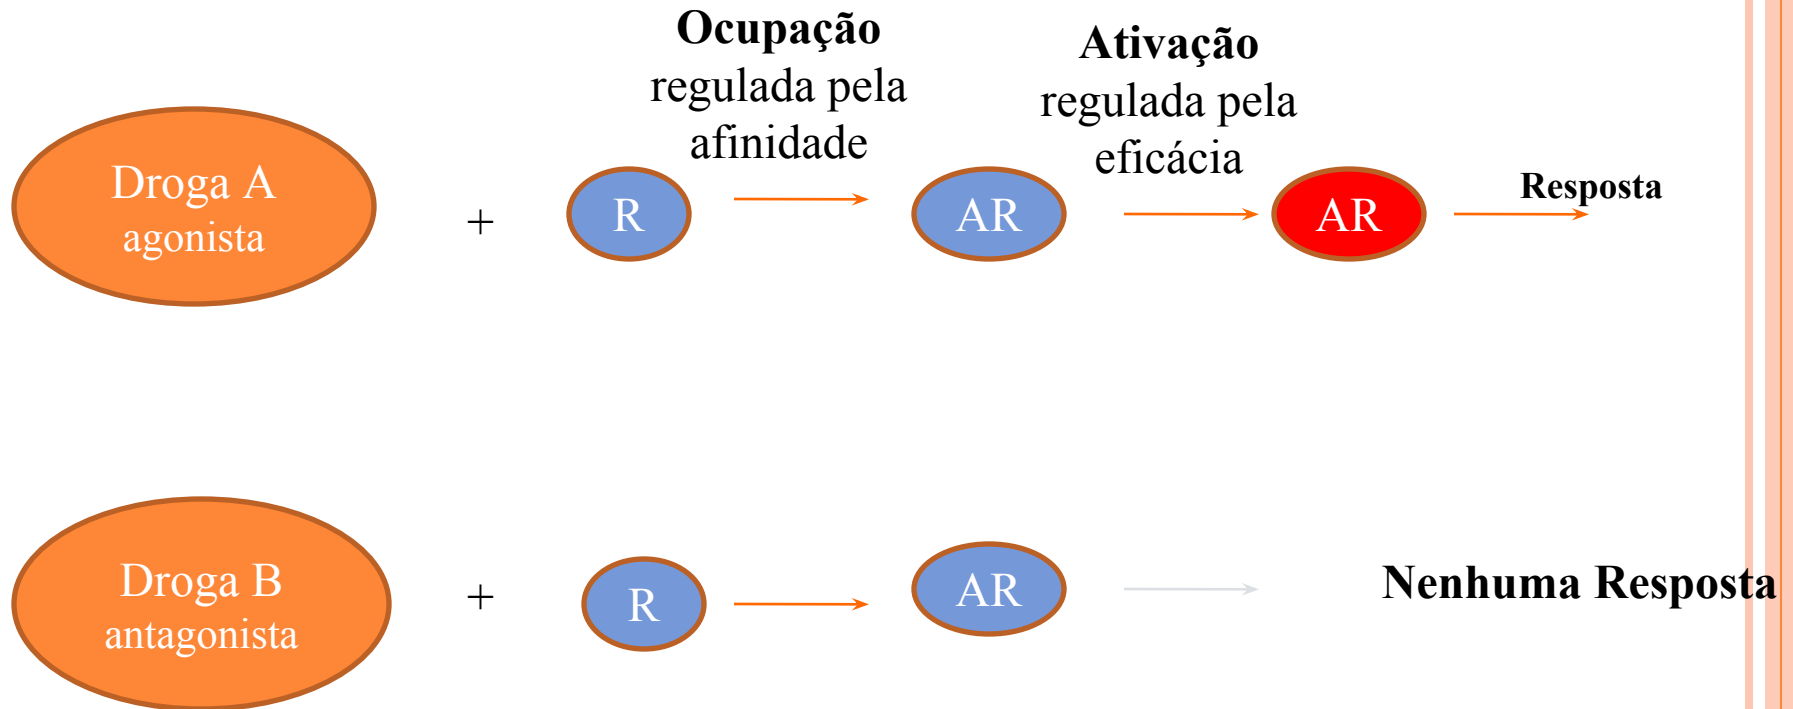 Ocupação
regulada pela
afinidade
Ativação
regulada pela
eficácia
Droga A
agonista
+
R
AR
AR
Resposta
Droga B
antagonista
+
R
AR
Nenhuma Resposta